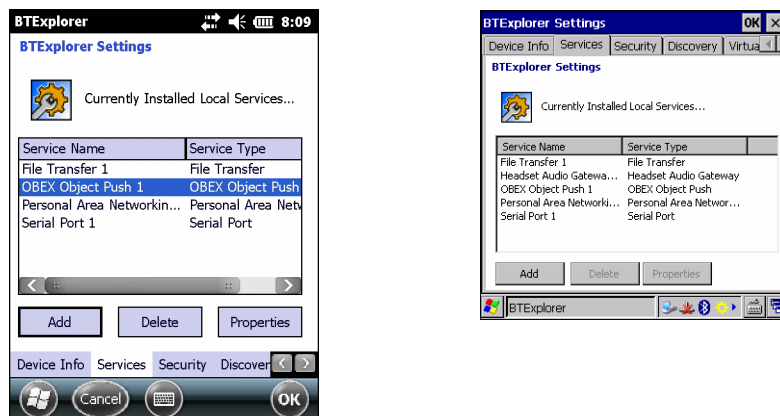 BTExplorer 8:09
BTExplorer Settings
Currently Installed Local Services...
Service Name Service Type
File Transfer 1 File Transfer
OBEX Object Push 1 OBEX Object Push
Personal Area Networkin... Personal Area Netw
Serial Port 1 Serial Port
Add Delete Properties
Device Info Services Security Discover
Cancel OK
BTExplorer Settings OK
Device Info Services Security Discovery Virtua
BTExplorer Settings
Currently Installed Local Services...
Service Name Service Type
File Transfer 1 File Transfer
Headset Audio Gatewa... Headset Audio Gateway
OBEX Object Push 1 OBEX Object Push
Personal Area Networki... Personal Area Networ...
Serial Port 1 Serial Port
Add Delete Properties
BTExplorer